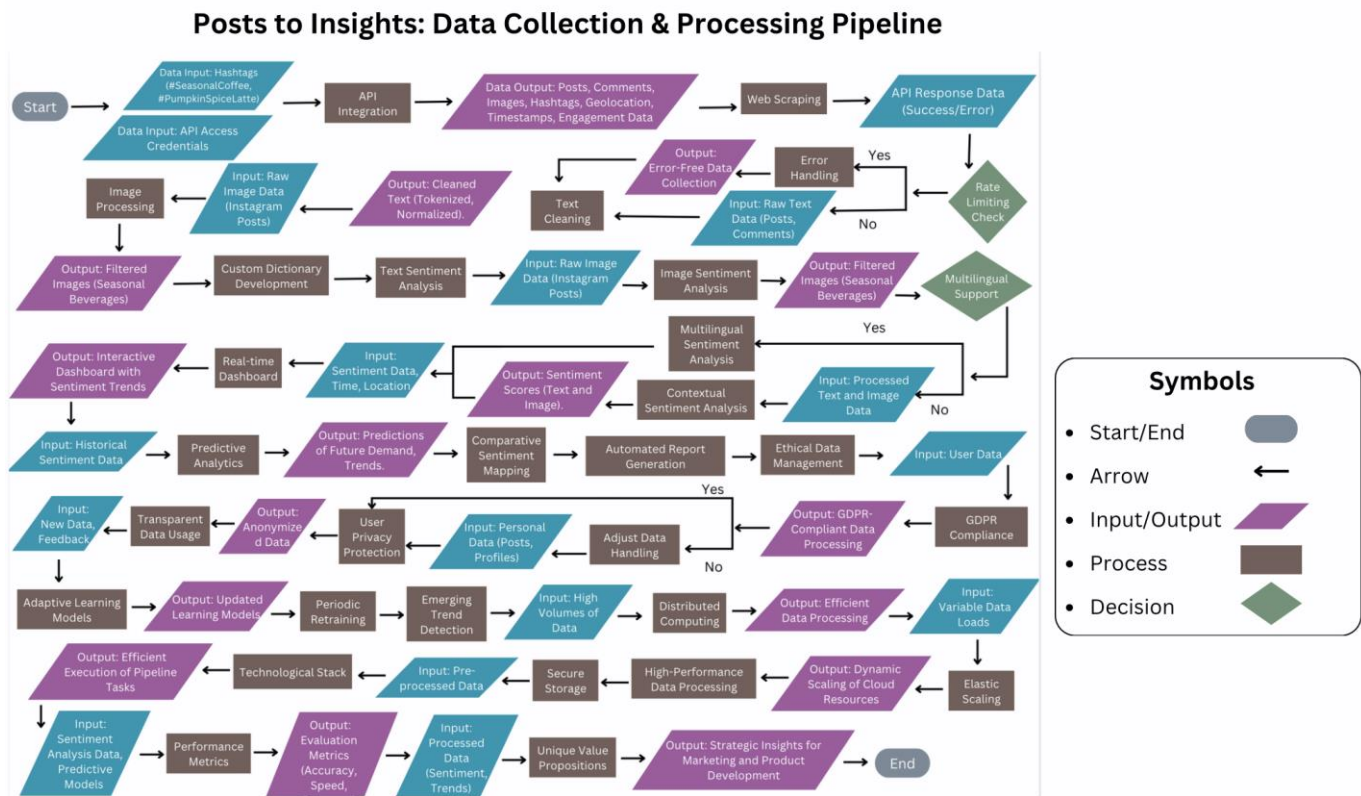 Posts to Insights: Data Collection & Processing Pipeline
Start
Data Input: Hashtags
(#SeasonalCoffee,
#PumpkinSpiceLatte)
Data Input: API Access
Credentials
API
Integration
Data Output: Posts, Comments,
Images, Hashtags, Geolocation,
Timestamps, Engagement Data
Web Scraping
API Response Data
(Success/Error)
Rate
Limiting
Check
Yes
No
Error
Handling
Output:
Error-Free Data
Collection
Input: Raw Text
Data (Posts,
Comments)
Text
Cleaning
Output: Cleaned
Text (Tokenized,
Normalized).
Input: Raw
Image Data
(Instagram
Posts)
Image
Processing
Output: Filtered
Images (Seasonal
Beverages)
Custom Dictionary
Development
Text Sentiment
Analysis
Input: Raw Image
Data (Instagram
Posts)
Image Sentiment
Analysis
Output: Filtered
Images (Seasonal
Beverages)
Multilingual
Support
Yes
No
Multilingual
Sentiment
Analysis
Input: Processed
Text and Image
Data
Contextual
Sentiment Analysis
Output: Sentiment
Scores (Text and
Image).
Input:
Sentiment Data,
Time, Location
Real-time
Dashboard
Output: Interactive
Dashboard with
Sentiment Trends
Input: Historical
Sentiment Data
Predictive
Analytics
Output: Predictions
of Future Demand,
Trends.
Comparative
Sentiment
Mapping
Automated Report
Generation
Ethical Data
Management
Input: User Data
GDPR
Compliance
Output: GDPR-
Compliant Data
Processing
Yes
No
Adjust Data
Handling
Input: Personal
Data (Posts,
Profiles)
User
Privacy
Protection
Output:
Anonymize
d Data
Transparent
Data Usage
Input:
New Data,
Feedback
Adaptive Learning
Models
Output: Updated
Learning Models
Periodic
Retraining
Emerging
Trend
Detection
Input: High
Volumes of
Data
Distributed
Computing
Output: Efficient
Data Processing
Input:
Variable Data
Loads
Elastic
Scaling
Output: Dynamic
Scaling of Cloud
Resources
High-Performance
Data Processing
Secure
Storage
Input: Pre-
processed Data
Technological Stack
Output: Efficient
Execution of Pipeline
Tasks
Input:
Sentiment
Analysis Data,
Predictive
Models
Performance
Metrics
Output:
Evaluation
Metrics
(Accuracy,
Speed,
Input:
Processed
Data
(Sentiment,
Trends)
Unique Value
Propositions
Output: Strategic Insights for
Marketing and Product
Development
End
Symbols
Start/End
Arrow
Input/Output
Process
Decision